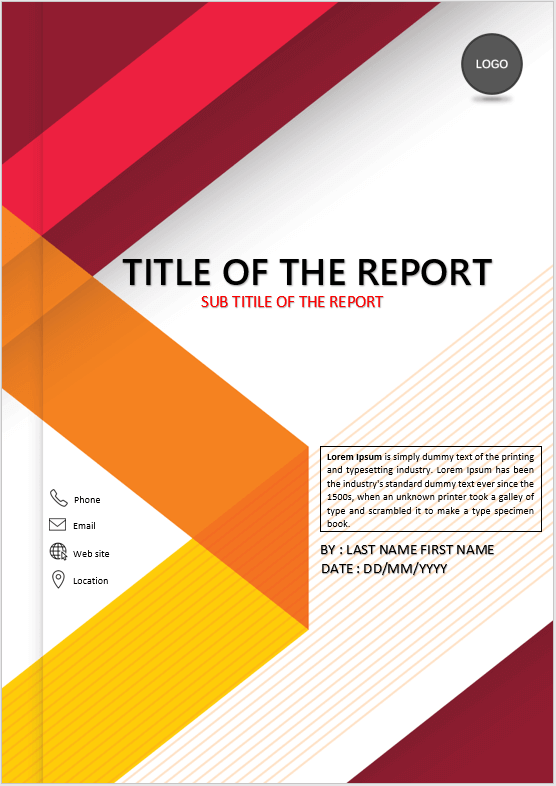 LOGO
TITLE OF THE REPORT
SUB TITILE OF THE REPORT
Lorem Ipsum is simply dummy text of the printing
and typesetting industry. Lorem Ipsum has been
the industry's standard dummy text ever since the
1500s, when an unknown printer took a galley of
type and scrambled it to make a type specimen
book.
Phone
Email
Web site
Location
BY : LAST NAME FIRST NAME
DATE : DD/MM/YYYY